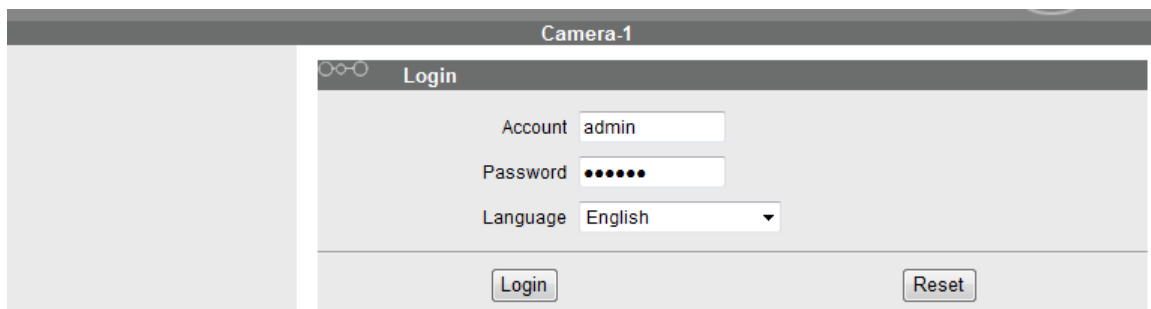 Camera-1
Login
Account admin
Password ••••••
Language English
Login Reset